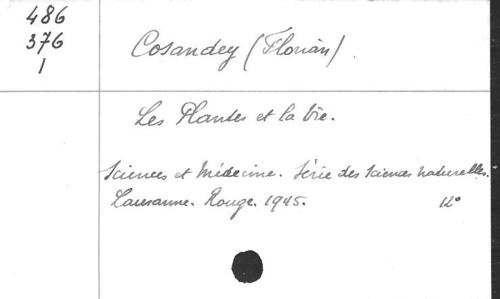 486
376
1
Cosandey (Florian).
Les Plantes et la Vie.
Sciences et Médecine. Série des Sciences naturelles.
Lausanne. Rouge. 1945. 12°